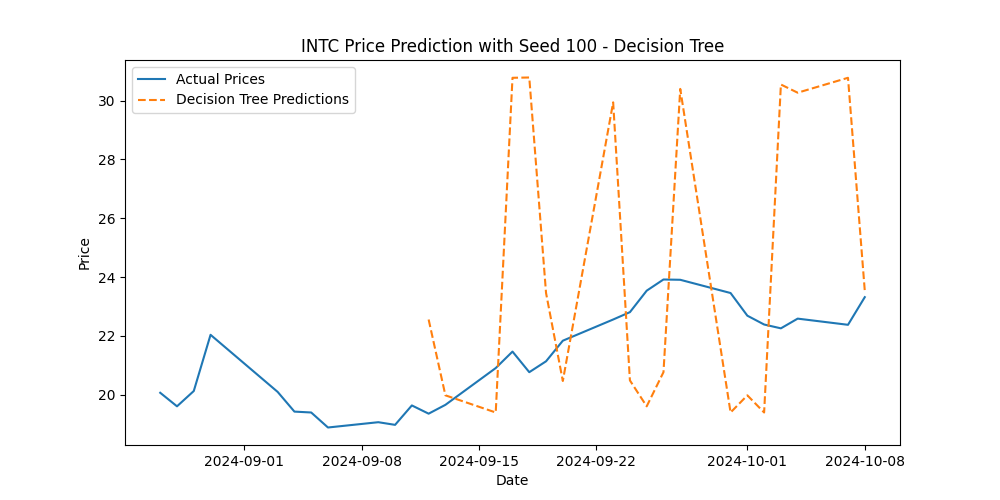 INTC Price Prediction with Seed 100 - Decision Tree
Actual Prices
Decision Tree Predictions
Price
30
28
26
24
22
20
2024-09-01 2024-09-08 2024-09-15 2024-09-22 2024-10-01 2024-10-08
Date